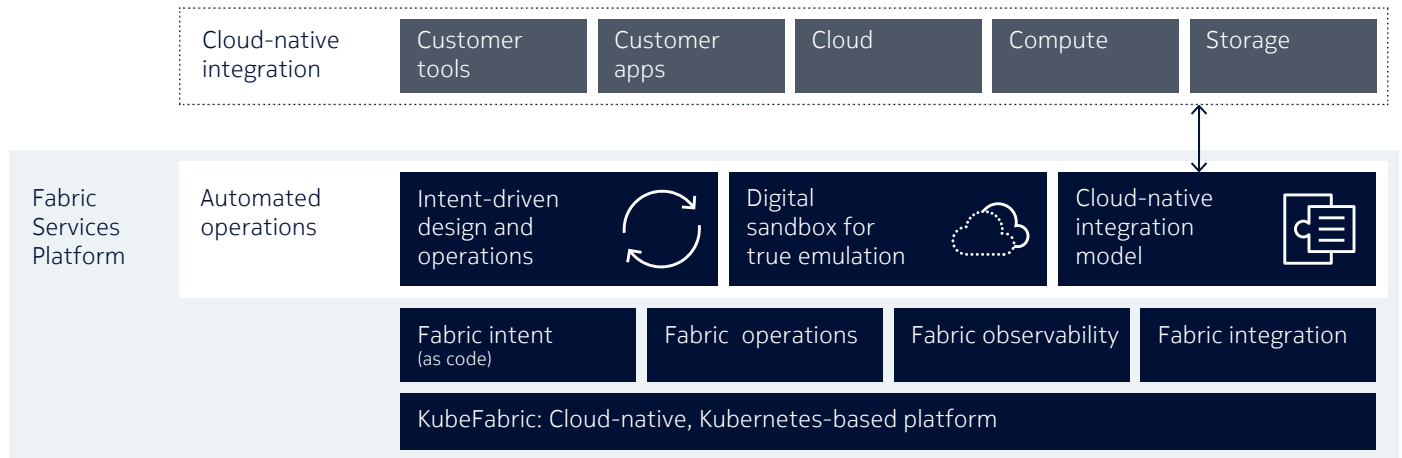 Cloud-native
integration
Customer
tools
Customer
apps
Cloud
Compute
Storage
Fabric
Services
Platform
Automated
operations
Intent-driven
design and
operations
Digital
sandbox for
true emulation
Cloud-native
integration
model
Fabric intent
(as code)
Fabric operations
Fabric observability
Fabric integration
KubeFabric: Cloud-native, Kubernetes-based platform